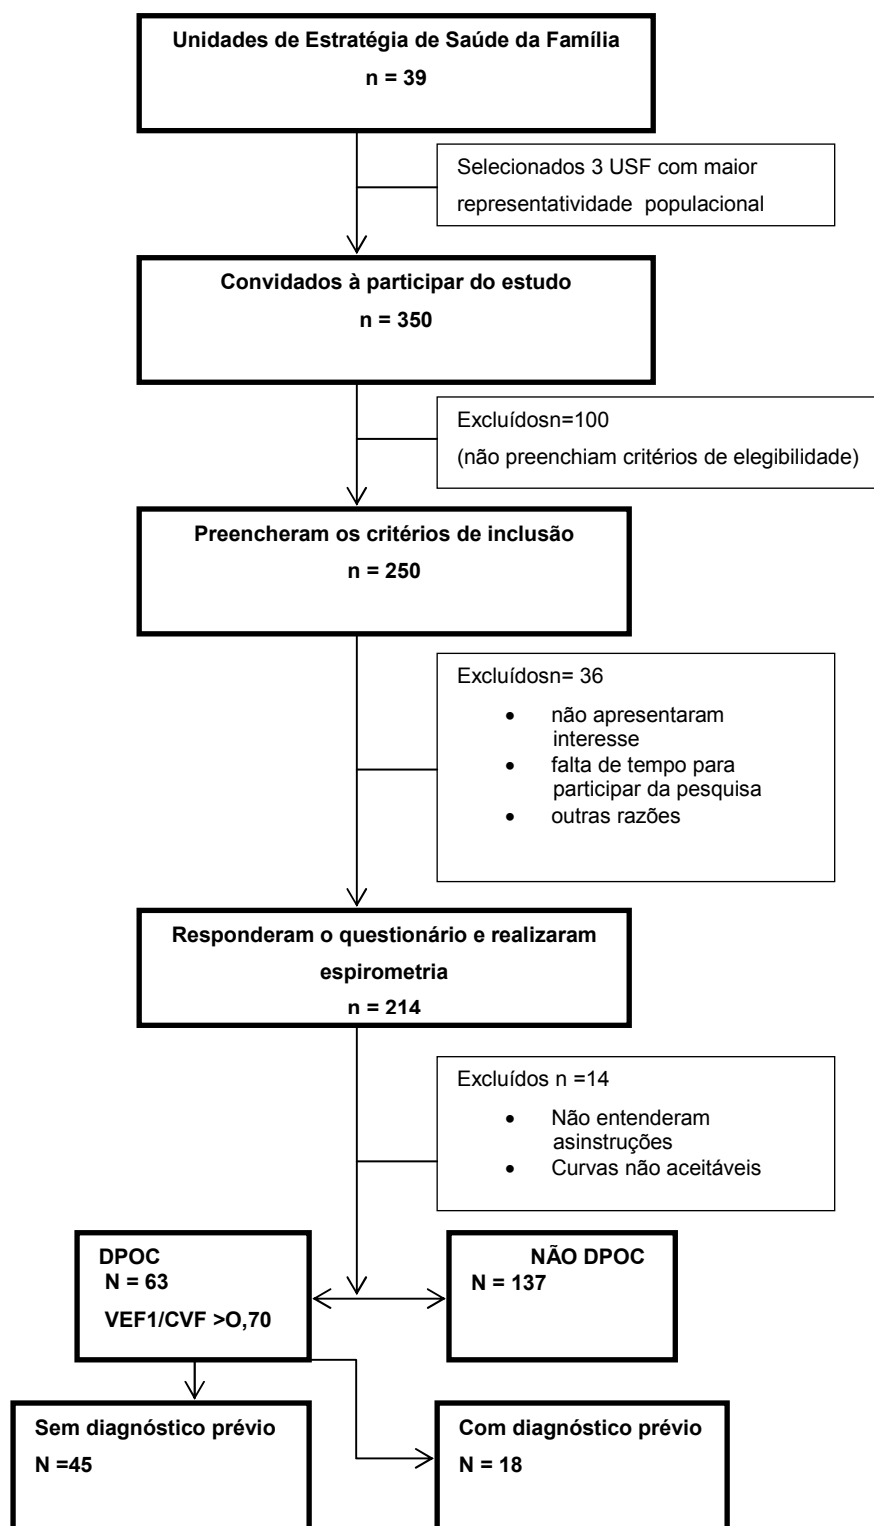 Unidades de Estratégia de Saúde da Família
n = 39
Selecionados 3 USF com maior
representatividade populacional
Convidados à participar do estudo
n = 350
Excluídosn=100
(não preenchiam critérios de elegibilidade)
Preencheram os critérios de inclusão
n = 250
Excluídosn= 36
• não apresentaram
interesse
• falta de tempo para
participar da pesquisa
• outras razões
Responderam o questionário e realizaram
espirometria
n = 214
Excluídos n =14
• Não entenderam
asinstruções
• Curvas não aceitáveis
DPOC
N = 63
VEF1/CVF >O,70
NÃO DPOC
N = 137
Sem diagnóstico prévio
N =45
Com diagnóstico prévio
N = 18